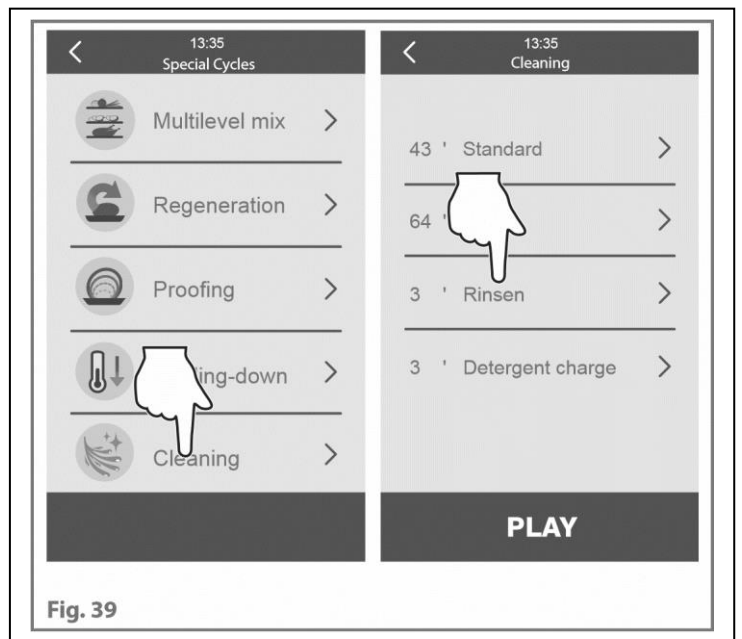 13:35
Special Cycles
Multilevel mix
Regeneration
Proofing
ing-down
Cleaning
13:35
Cleaning
43 ' Standard
64 '
3 ' Rinsen
3 ' Detergent charge
PLAY
Fig. 39